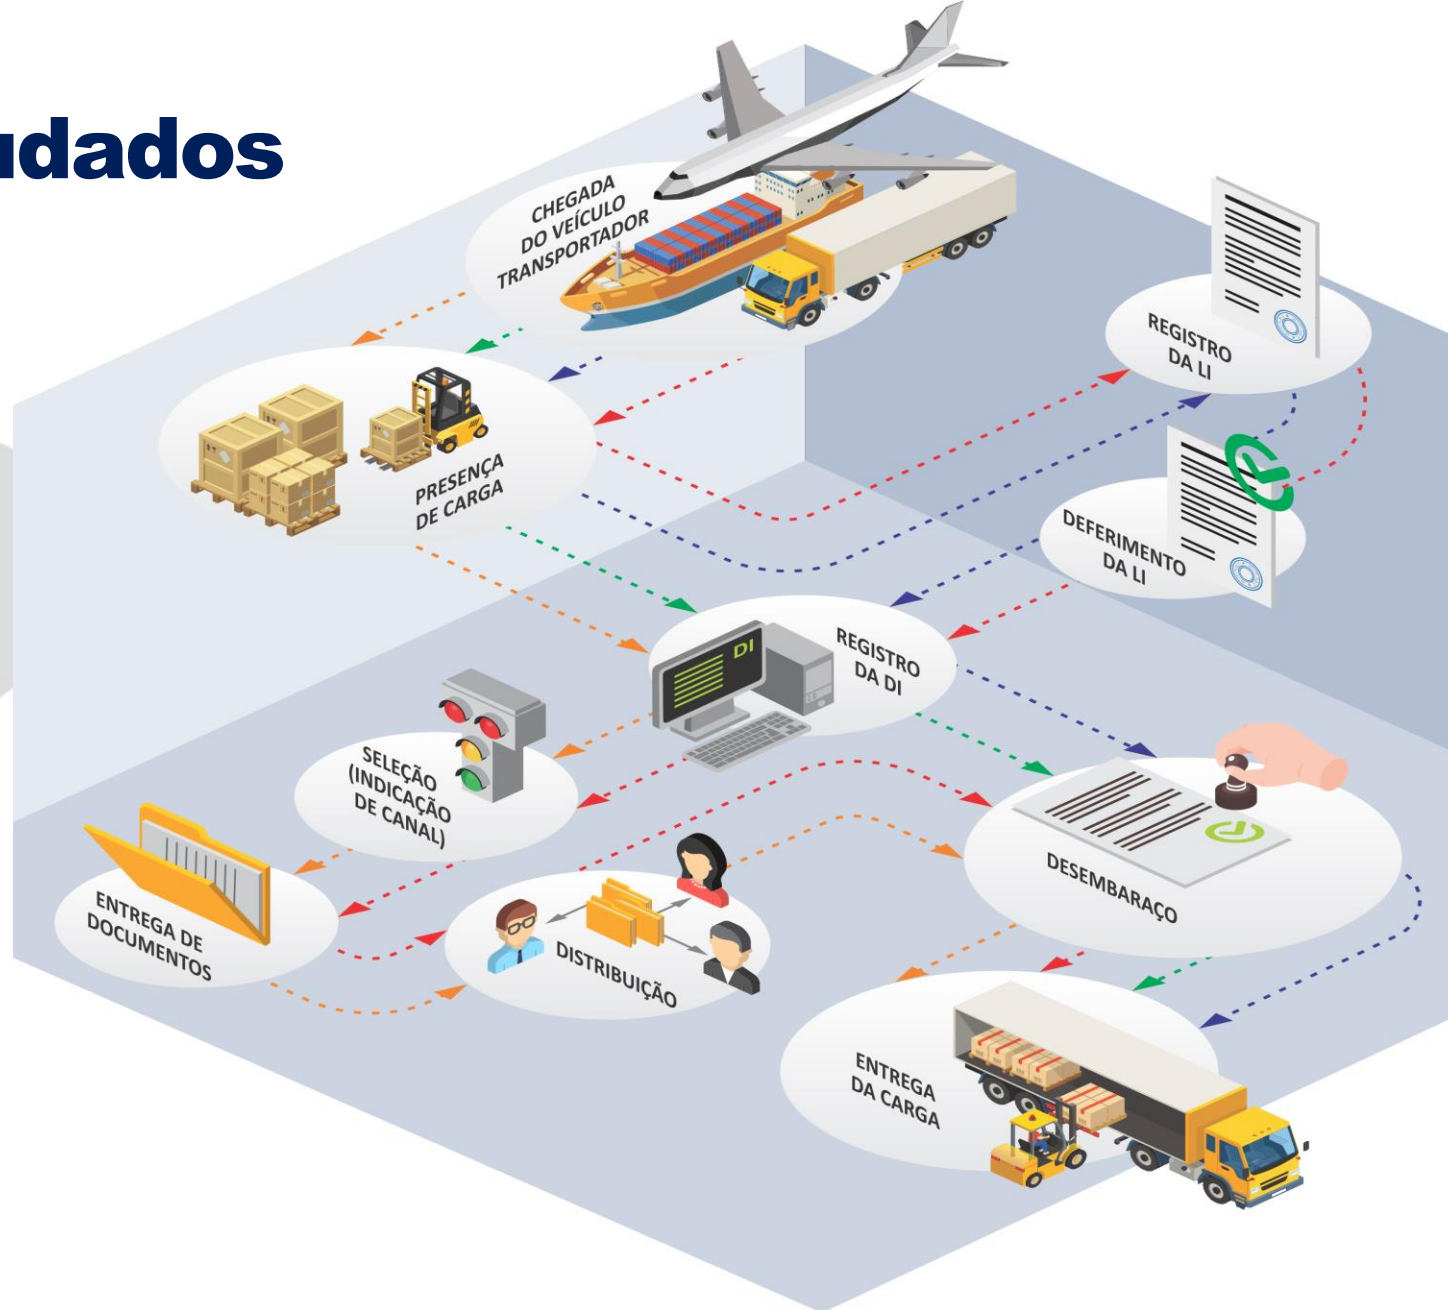 udados
CHEGADA
DO VEÍCULO
TRANSPORTADOR
REGISTRO
DA LI
PRESENÇA
DE CARGA
DEFERIMENTO
DA LI
DI
REGISTRO
DA DI
SELEÇÃO
(INDICAÇÃO
DE CANAL)
DESEMBARAÇO
ENTREGA DE
DOCUMENTOS
DISTRIBUIÇÃO
ENTREGA
DA CARGA